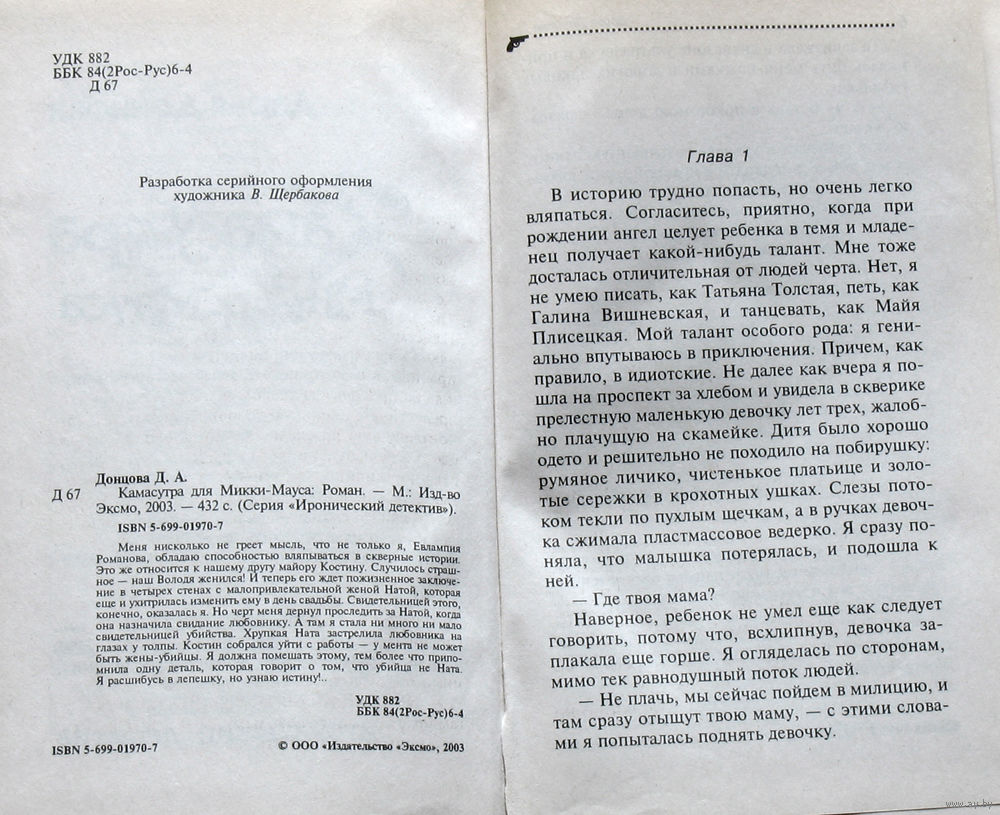 УДК 882
ББК 84(2Рос-Рус)6-4
Д 67
Разработка серийного оформления
художника В. Щербакова
Донцова Д. А.
Д 67 Камасутра для Микки-Мауса: Роман. — М.: Изд-во
Эксмо, 2003. — 432 с. (Серия «Иронический детектив»).
ISBN 5-699-01970-7
Меня нисколько не греет мысль, что не только я, Евлампия
Романова, обладаю способностью вляпываться в скверные истории.
Это же относится к нашему другу майору Костину. Случилось страш-
ное — наш Володя женился! И теперь его ждет пожизненное заключе-
ние в четырех стенах с малопривлекательной женой Натой, которая
еще и ухитрилась изменить ему в день свадьбы. Свидетельницей этого,
конечно, оказалась я. Но черт меня дернул проследить за Натой, когда
она назначила свидание любовнику. А там я стала ни много ни мало
свидетельницей убийства. Хрупкая Ната застрелила любовника на
глазах у толпы. Костин собрался уйти с работы — у мента не может
быть жены-убийцы. Я должна помешать этому, тем более что припо-
мнила одну деталь, которая говорит о том, что убийца не Ната.
Я расшибусь в лепешку, но узнаю истину!..
УДК 882
ББК 84(2Рос-Рус)6-4
ISBN 5-699-01970-7 © ООО «Издательство «Эксмо», 2003
Глава 1
В историю трудно попасть, но очень легко
вляпаться. Согласитесь, приятно, когда при
рождении ангел целует ребенка в темя и младе-
нец получает какой-нибудь талант. Мне тоже
досталась отличительная от людей черта. Нет, я
не умею писать, как Татьяна Толстая, петь, как
Галина Вишневская, и танцевать, как Майя
Плисецкая. Мой талант особого рода: я гени-
ально впутываюсь в приключения. Причем, как
правило, в идиотские. Не далее как вчера я по-
шла на проспект за хлебом и увидела в скверике
прелестную маленькую девочку лет трех, жалоб-
но плачущую на скамейке. Дитя было хорошо
одето и решительно не походило на побирушку:
румяное личико, чистенькое платьице и золо-
тые сережки в крохотных ушках. Слезы пото-
ком текли по пухлым щечкам, а в ручках девоч-
ка сжимала пластмассовое ведерко. Я сразу по-
няла, что малышка потерялась, и подошла к
ней.
— Где твоя мама?
Наверное, ребенок не умел еще как следует
говорить, потому что, всхлипнув, девочка за-
плакала еще горше. Я огляделась по сторонам,
мимо тек равнодушный поток людей.
— Не плачь, мы сейчас пойдем в милицию, и
там сразу отыщут твою маму, — с этими слова-
ми я попыталась поднять девочку.
www.ay.by